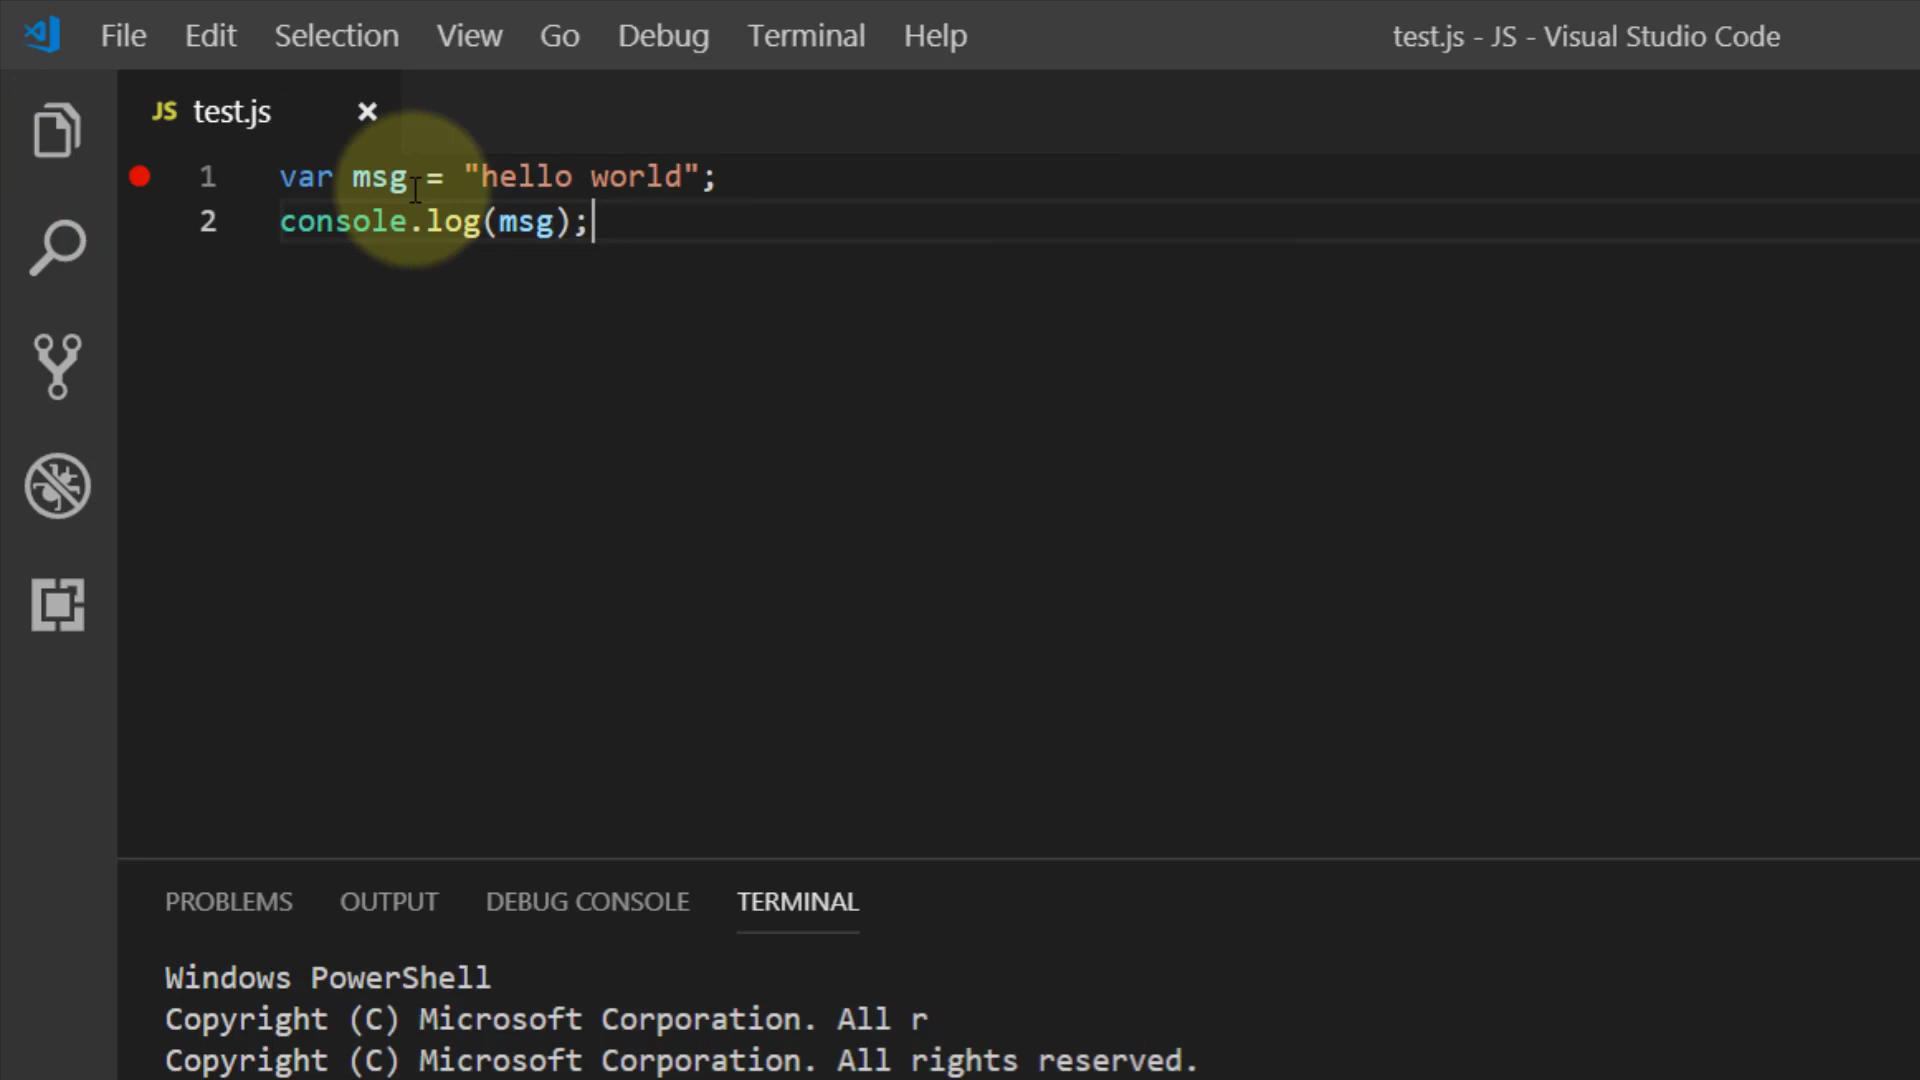 File Edit Selection View Go Debug Terminal Help test.js - JS - Visual Studio Code
JS test.js
1 var msg = "hello world";
2 console.log(msg);
PROBLEMS OUTPUT DEBUG CONSOLE TERMINAL
Windows PowerShell
Copyright (C) Microsoft Corporation. All r
Copyright (C) Microsoft Corporation. All rights reserved.